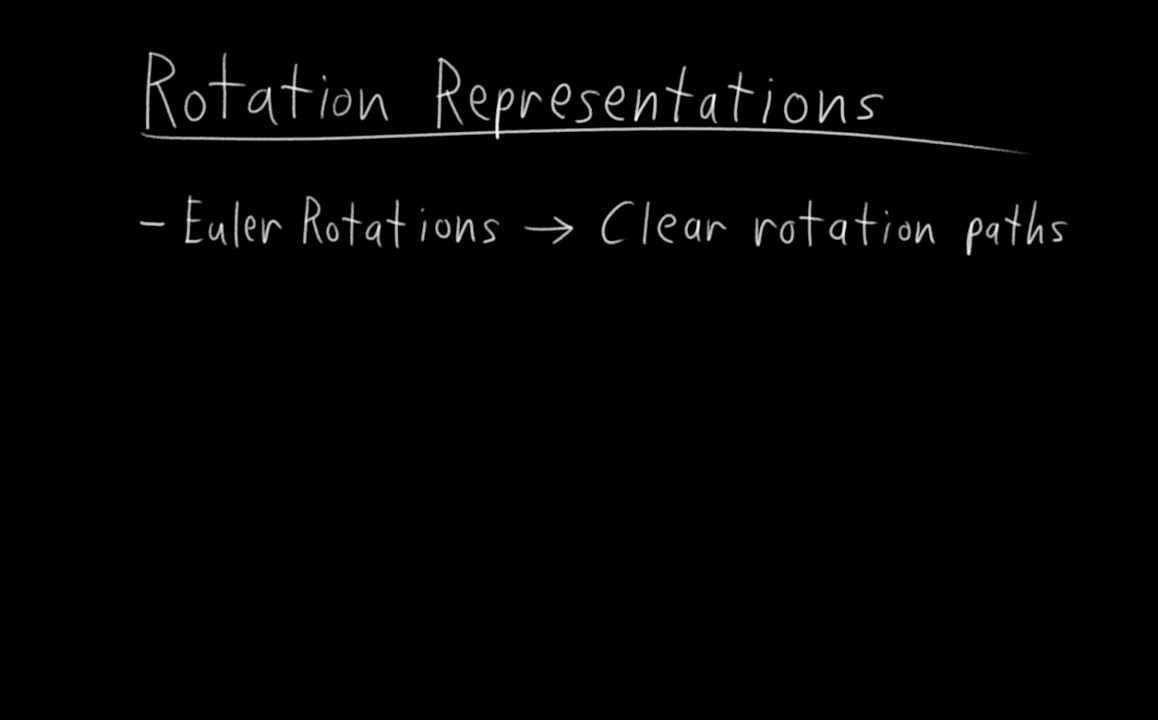 Rotation Representations
- Euler Rotations → Clear rotation paths